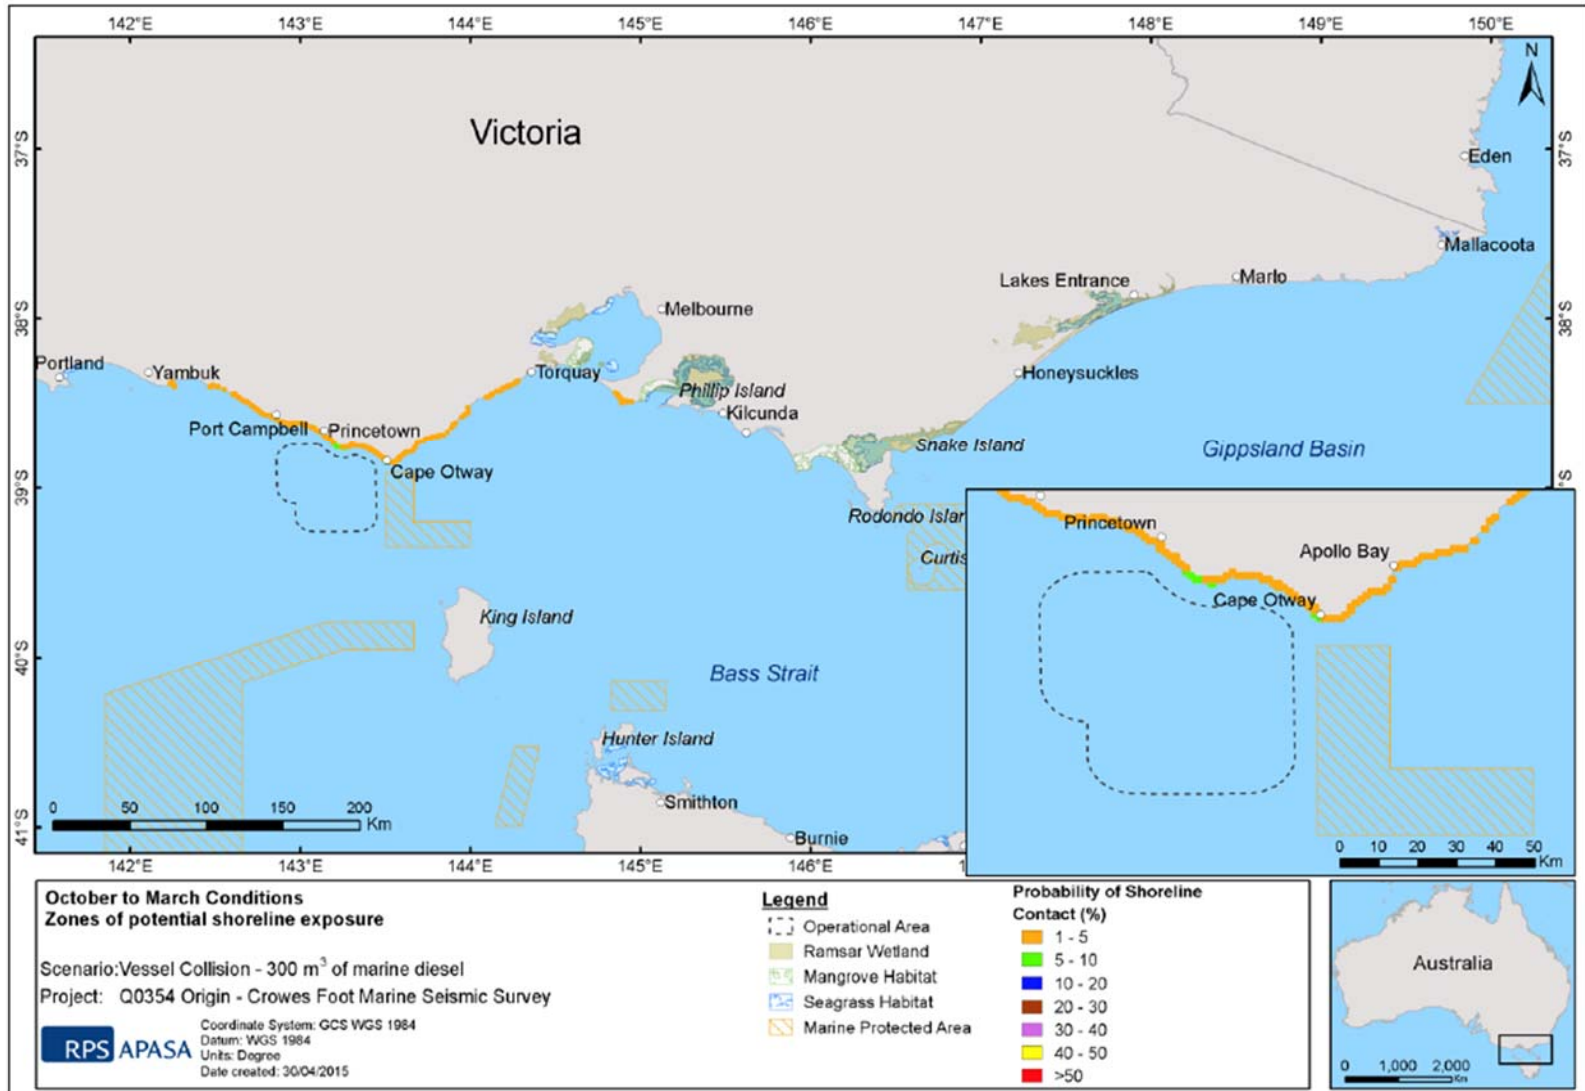 142°E 143°E 144°E 145°E 146°E 147°E 148°E 149°E 150°E
N
Victoria
37°S
37°S
Eden
Mallacoota
Lakes Entrance
Marlo
Melbourne
38°S
38°S
Portland
Yambuk
Torquay
Phillip Island
Honeysuckles
Kilcunda
Port Campbell
Princetown
Snake Island
Gippsland Basin
Cape Otway
39°S
°S
Rodondo Islan
Curtis
Princetown
Apollo Bay
Cape Otway
King Island
40°S
Bass Strait
Hunter Island
Smithton
Burnie
41°S
0 50 100 150 200
Km
0 10 20 30 40 50
Km
142°E 143°E 144°E 145°E 146°E
October to March Conditions
Zones of potential shoreline exposure
Scenario:Vessel Collision - 300 m³ of marine diesel
Project: Q0354 Origin - Crowes Foot Marine Seismic Survey
RPS APASA
Coordinate System: GCS WGS 1984
Datum: WGS 1984
Units: Degree
Date created: 30/04/2015
Legend
Operational Area
Ramsar Wetland
Mangrove Habitat
Seagrass Habitat
Marine Protected Area
Probability of Shoreline
Contact (%)
1 - 5
5 - 10
10 - 20
20 - 30
30 - 40
40 - 50
>50
Australia
0 1,000 2,000
Km